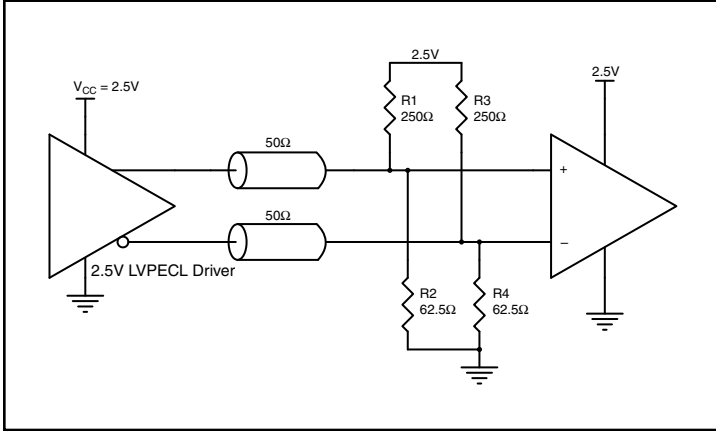 2.5V
V_CC = 2.5V
2.5V
R1
250Ω
R3
250Ω
50Ω
+
50Ω
−
2.5V LVPECL Driver
R2
62.5Ω
R4
62.5Ω